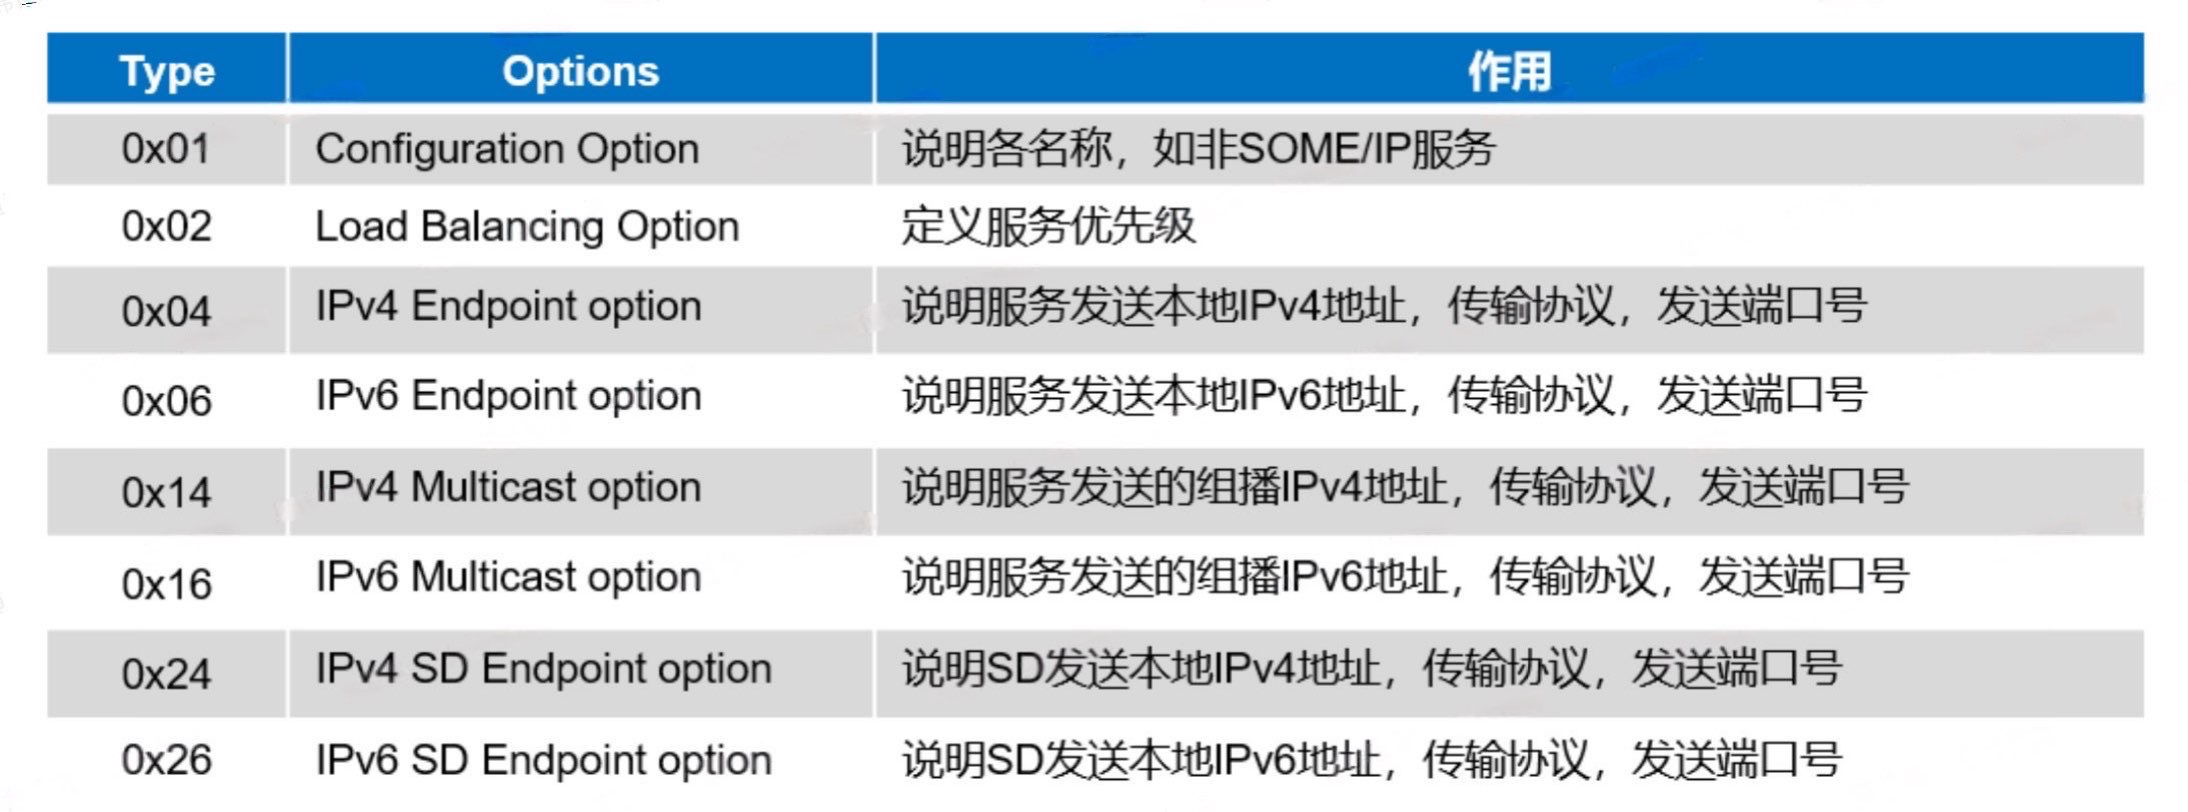 Type Options 作用
0x01 Configuration Option 说明各名称，如非SOME/IP服务
0x02 Load Balancing Option 定义服务优先级
0x04 IPv4 Endpoint option 说明服务发送本地IPv4地址，传输协议，发送端口号
0x06 IPv6 Endpoint option 说明服务发送本地IPv6地址，传输协议，发送端口号
0x14 IPv4 Multicast option 说明服务发送的组播IPv4地址，传输协议，发送端口号
0x16 IPv6 Multicast option 说明服务发送的组播IPv6地址，传输协议，发送端口号
0x24 IPv4 SD Endpoint option 说明SD发送本地IPv4地址，传输协议，发送端口号
0x26 IPv6 SD Endpoint option 说明SD发送本地IPv6地址，传输协议，发送端口号